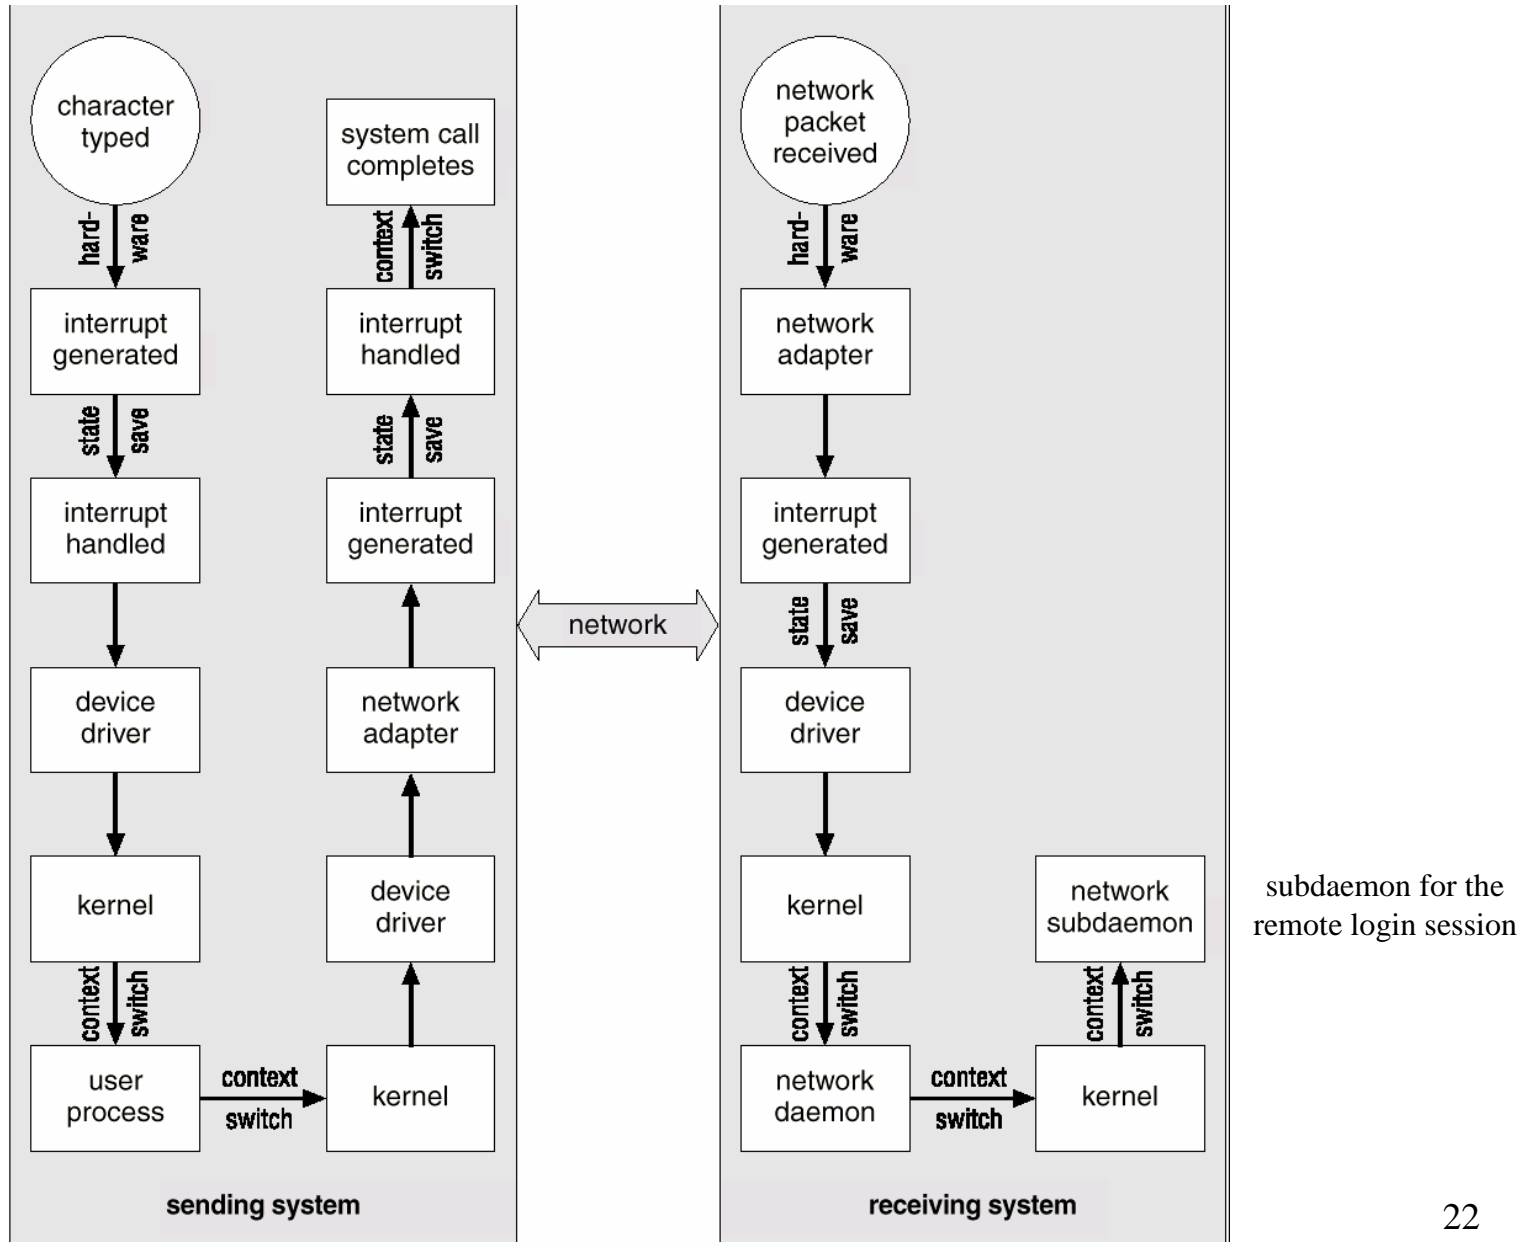 character
typed
hard-
ware
interrupt
generated
state
save
interrupt
handled
device
driver
kernel
context
switch
user
process
context
switch
kernel
device
driver
network
adapter
interrupt
generated
state
save
interrupt
handled
context
switch
system call
completes
sending system
network
network
packet
received
hard-
ware
network
adapter
interrupt
generated
state
save
device
driver
kernel
context
switch
network
daemon
context
switch
kernel
context
switch
network
subdaemon
receiving system
subdaemon for the
remote login session
22